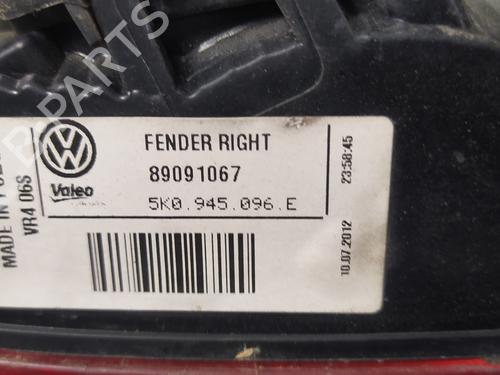 FENDER RIGHT
89091067
5K0.945.096.E
Valeo
MADE IN
VR4 06S
23:58:45
10.07.2012
B PARTS